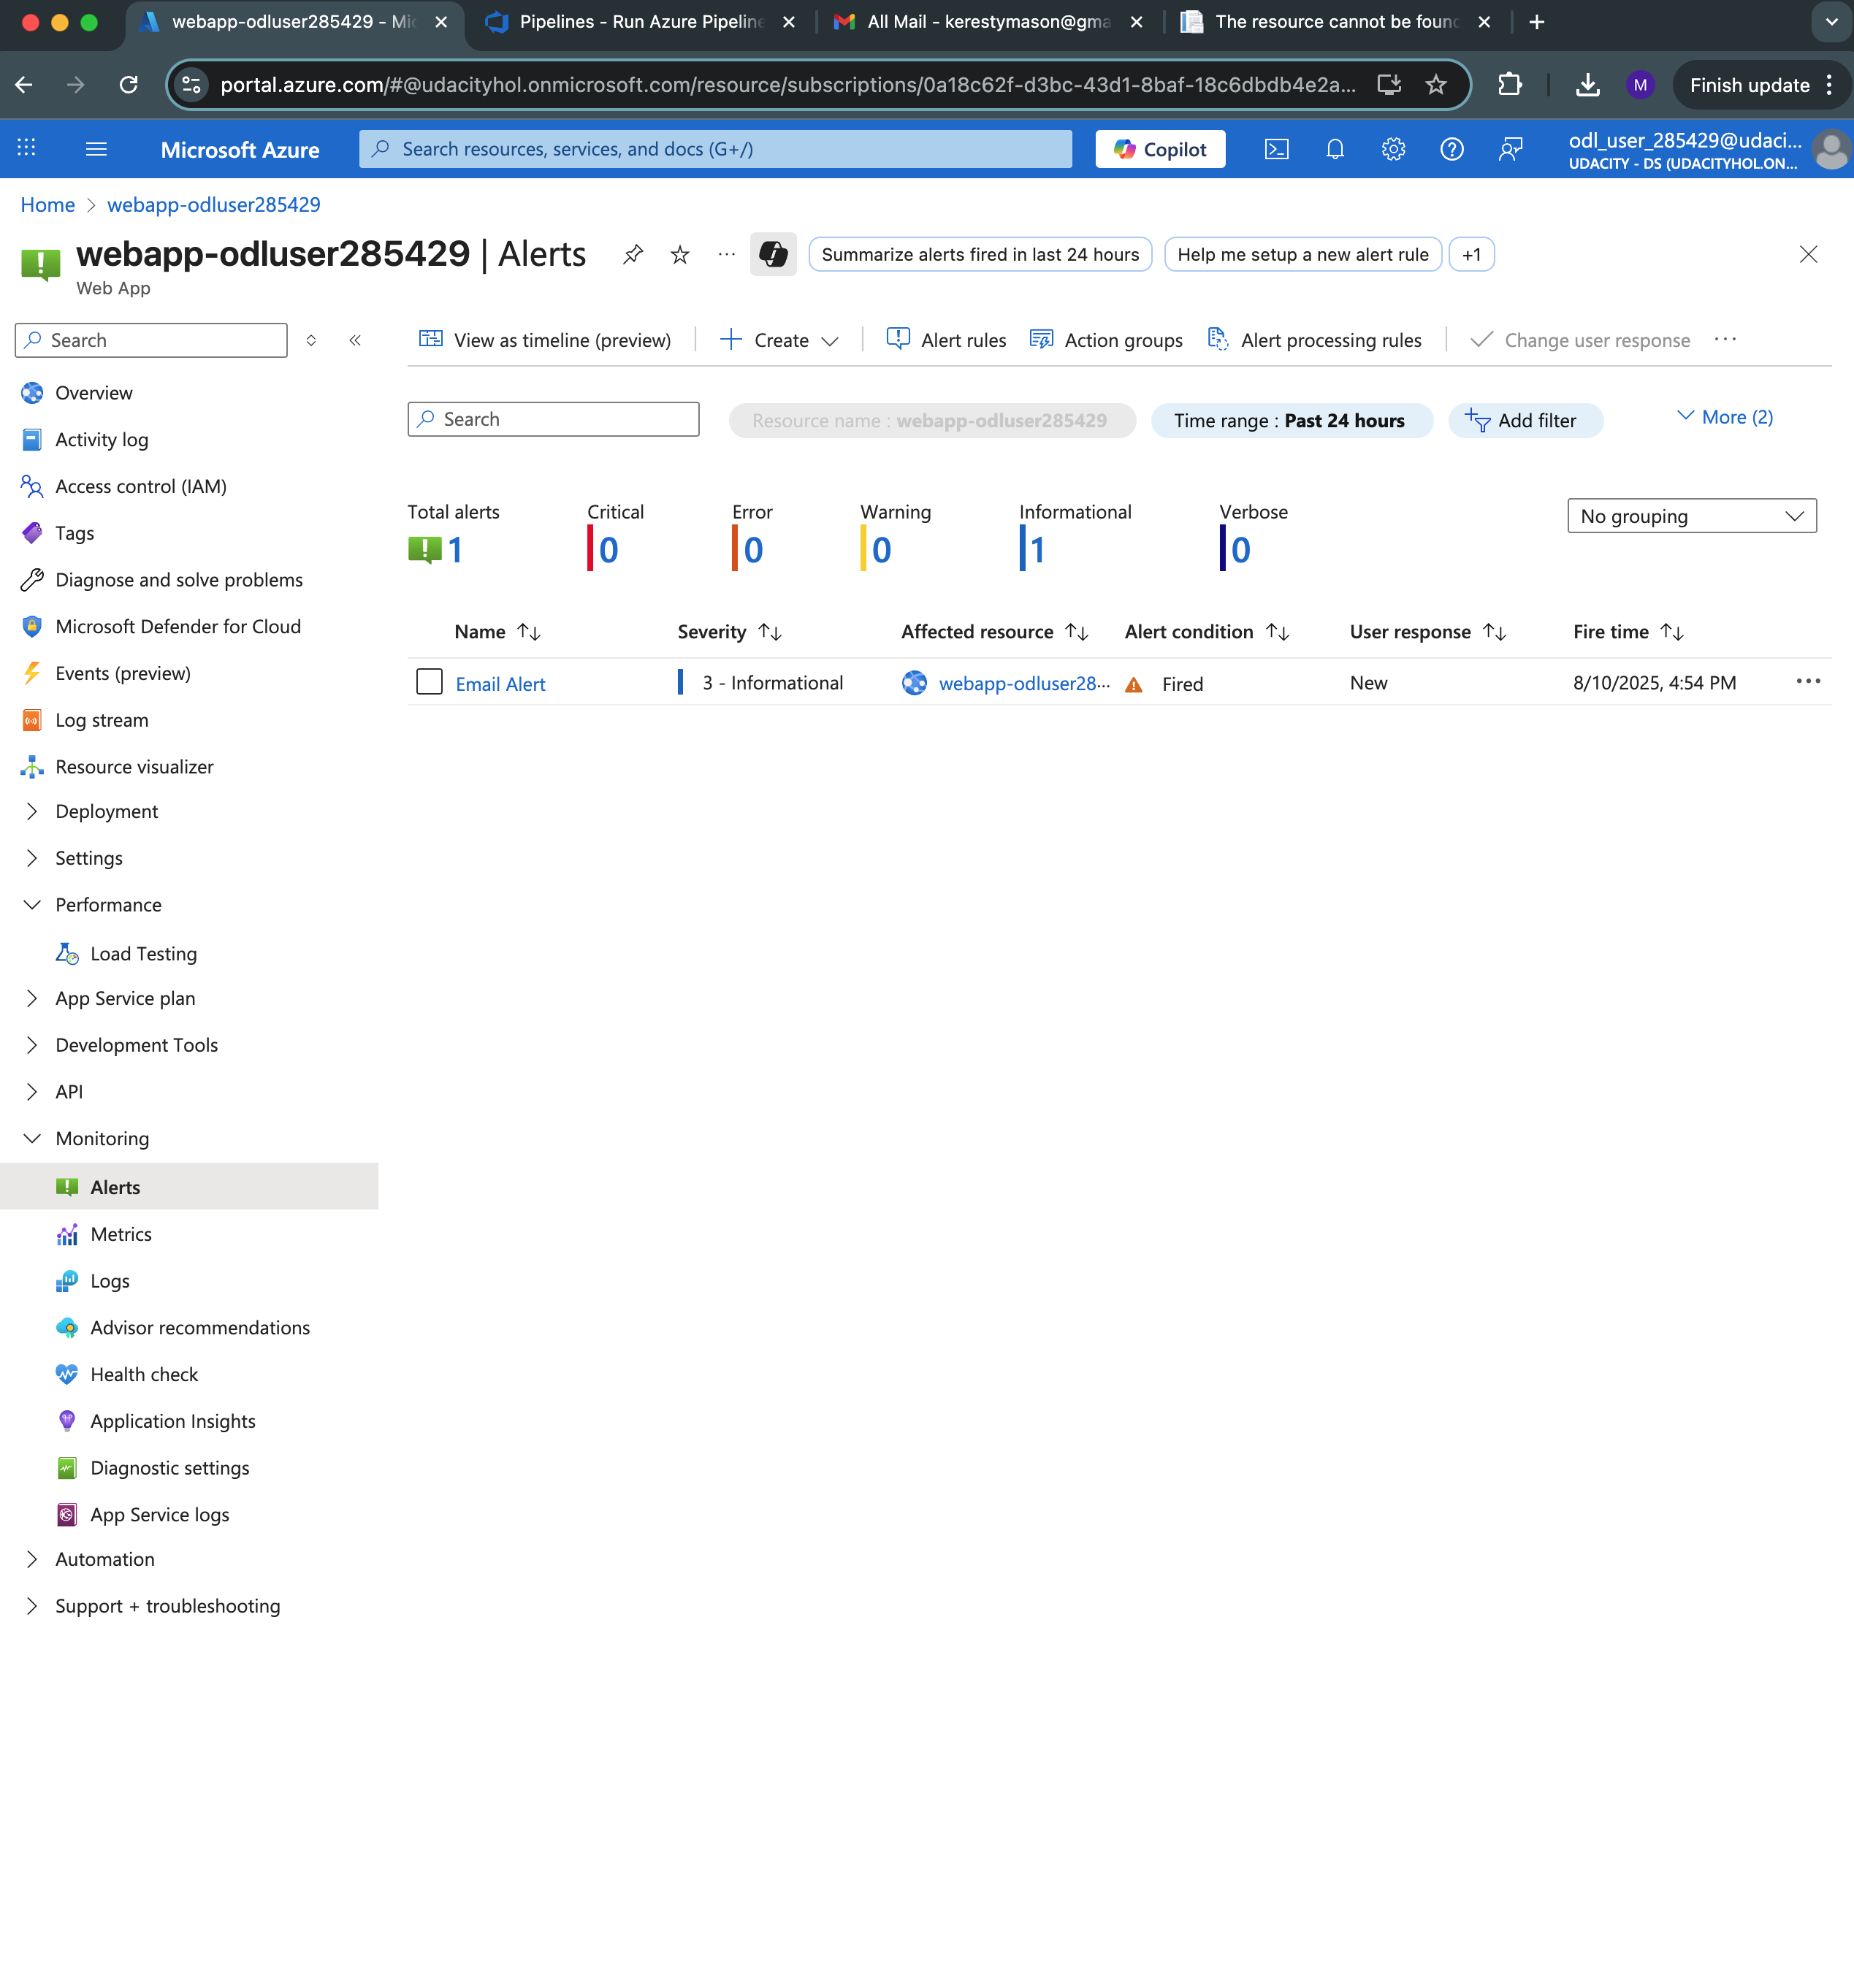 webapp-odluser285429 - Mic
Pipelines - Run Azure Pipeline
All Mail - kerestymason@gma
The resource cannot be found
portal.azure.com/#@udacityhol.onmicrosoft.com/resource/subscriptions/0a18c62f-d3bc-43d1-8baf-18c6dbdb4e2a...
M
Finish update
Microsoft Azure
Search resources, services, and docs (G+/)
Copilot
odl_user_285429@udaci...
UDACITY - DS (UDACITYHOL.ON...
Home > webapp-odluser285429
webapp-odluser285429 | Alerts
Web App
Summarize alerts fired in last 24 hours
Help me setup a new alert rule
+1
Search
View as timeline (preview)
Create
Alert rules
Action groups
Alert processing rules
Change user response
Overview
Activity log
Access control (IAM)
Tags
Diagnose and solve problems
Microsoft Defender for Cloud
Events (preview)
Log stream
Resource visualizer
Deployment
Settings
Performance
Load Testing
App Service plan
Development Tools
API
Monitoring
Alerts
Metrics
Logs
Advisor recommendations
Health check
Application Insights
Diagnostic settings
App Service logs
Automation
Support + troubleshooting
Search
Resource name : webapp-odluser285429
Time range : Past 24 hours
Add filter
More (2)
Total alerts
1
Critical
0
Error
0
Warning
0
Informational
1
Verbose
0
No grouping
Name ↑↓ Severity ↑↓ Affected resource ↑↓ Alert condition ↑↓ User response ↑↓ Fire time ↑↓
Email Alert 3 - Informational webapp-odluser28... Fired New 8/10/2025, 4:54 PM